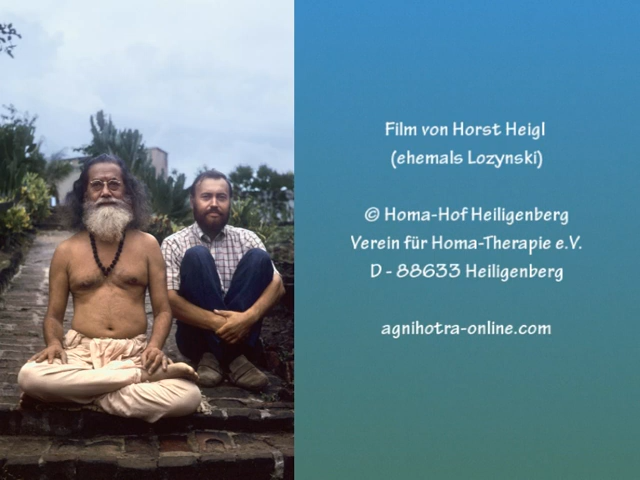 Film von Horst Heigl
(ehemals Lozynski)
© Homa-Hof Heiligenberg
Verein für Homa-Therapie e.V.
D - 88633 Heiligenberg
agnihotra-online.com